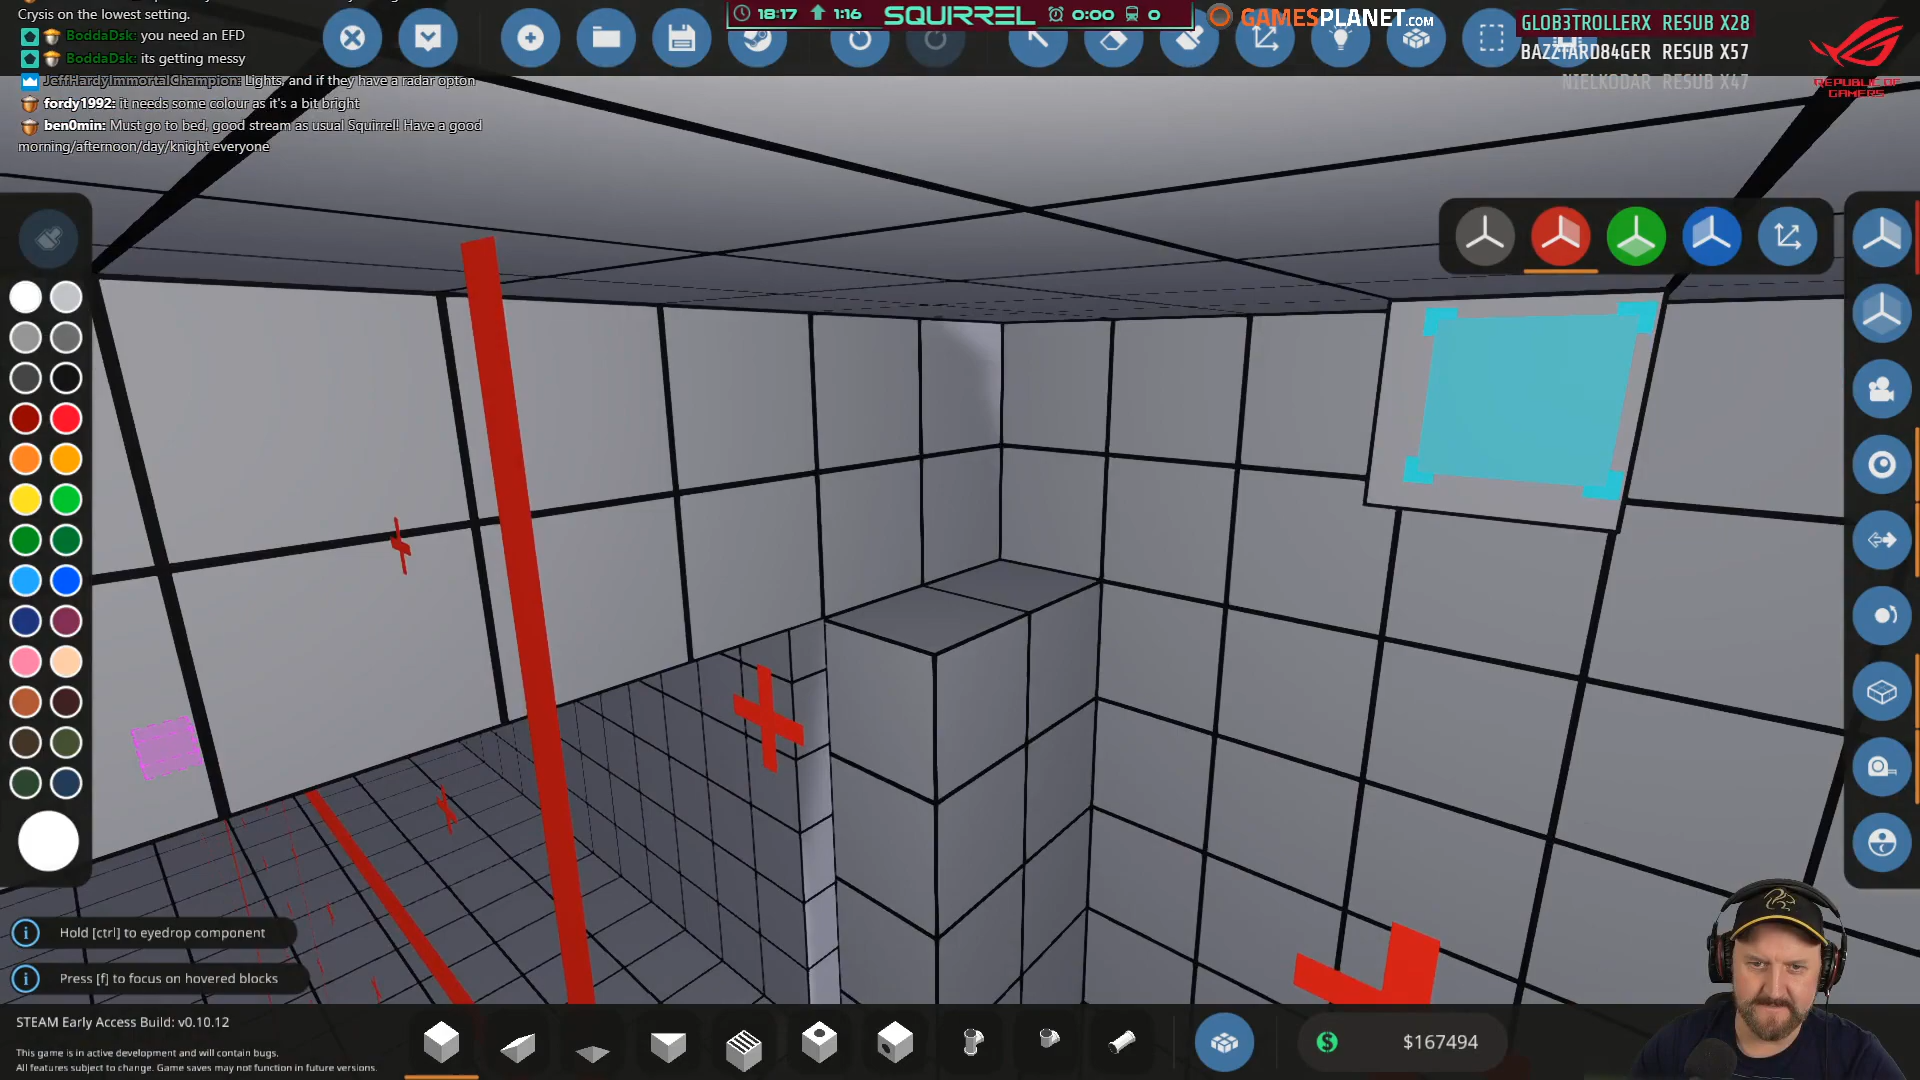 Crysis on the lowest setting.
BoddaDsk: you need an EFD
BoddaDsk: its getting messy
JeffHardyImmortalChampion: Lights, and if they have a radar opton
fordy1992: it needs some colour as it's a bit bright
ben0min: Must go to bed, good stream as usual Squirrel! Have a good
morning/afternoon/day/knight everyone
18:17 1:16 SQUIRREL 0:00 0
GAMESPLANET.COM
GLOB3TROLLERX RESUB X28
BAZZTARD84GER RESUB X57
NIELKODAR RESUB X47
REPUBLIC OF
GAMERS
Hold [ctrl] to eyedrop component
Press [f] to focus on hovered blocks
STEAM Early Access Build: v0.10.12
This game is in active development and will contain bugs.
All features subject to change. Game saves may not function in future versions.
$ $167494